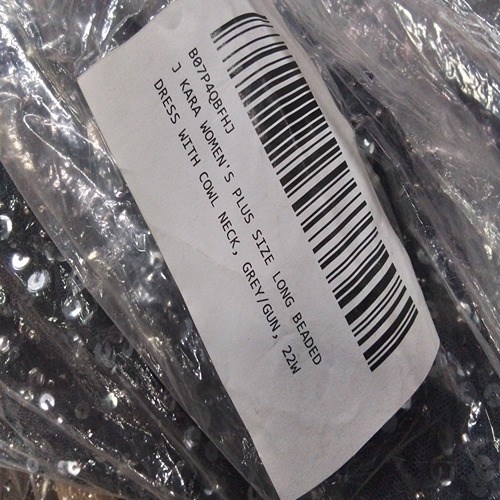 B07P4QBFHJ
J KARA WOMEN'S PLUS SIZE LONG BEADED
DRESS WITH COWL NECK, GREY/GUN, 22W